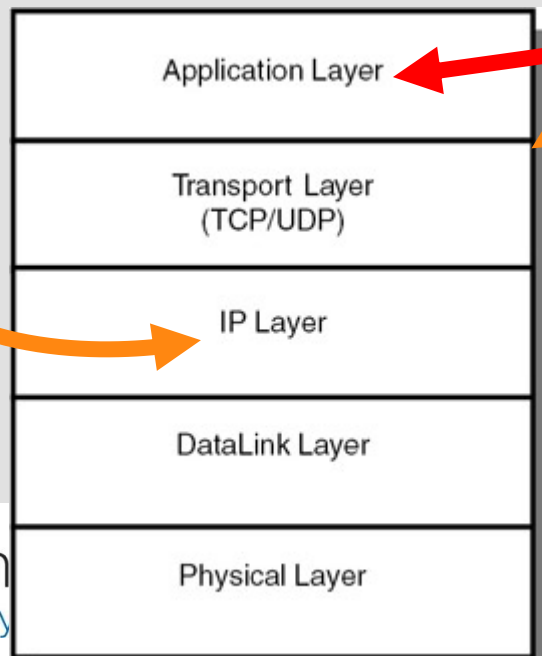 Application Layer
Transport Layer
(TCP/UDP)
IP Layer
DataLink Layer
Physical Layer